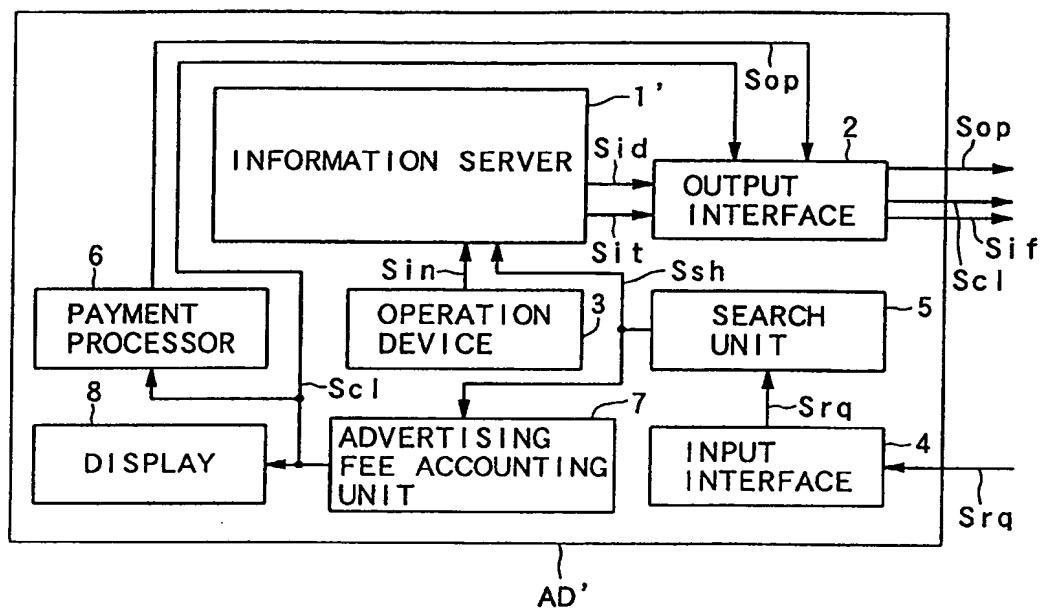 Sop
1'
2
Sop
INFORMATION SERVER
Sid
OUTPUT
INTERFACE
Sit
Sif
Scl
6
Sin
Ssh
PAYMENT
PROCESSOR
OPERATION
DEVICE
3
SEARCH
UNIT
5
Scl
8
7
Srq
4
DISPLAY
ADVERTISING
FEE ACCOUNTING
UNIT
INPUT
INTERFACE
Srq
AD'